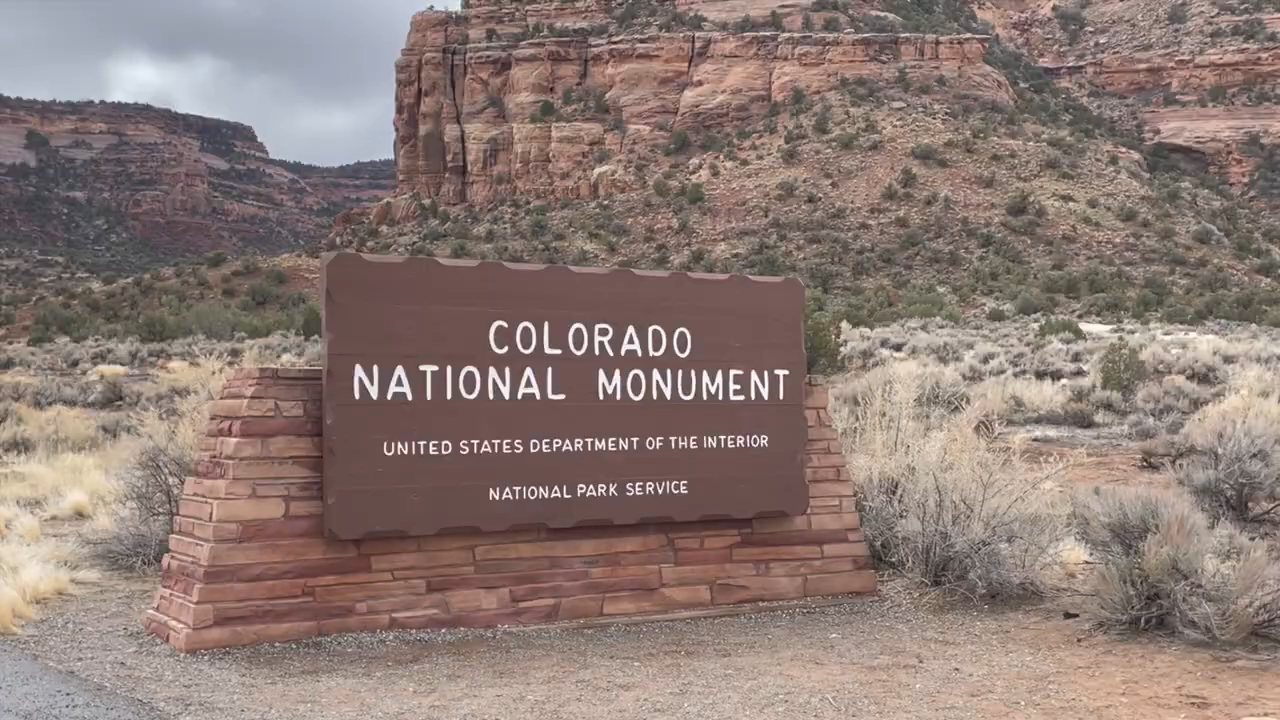 COLORADO
NATIONAL MONUMENT
UNITED STATES DEPARTMENT OF THE INTERIOR
NATIONAL PARK SERVICE